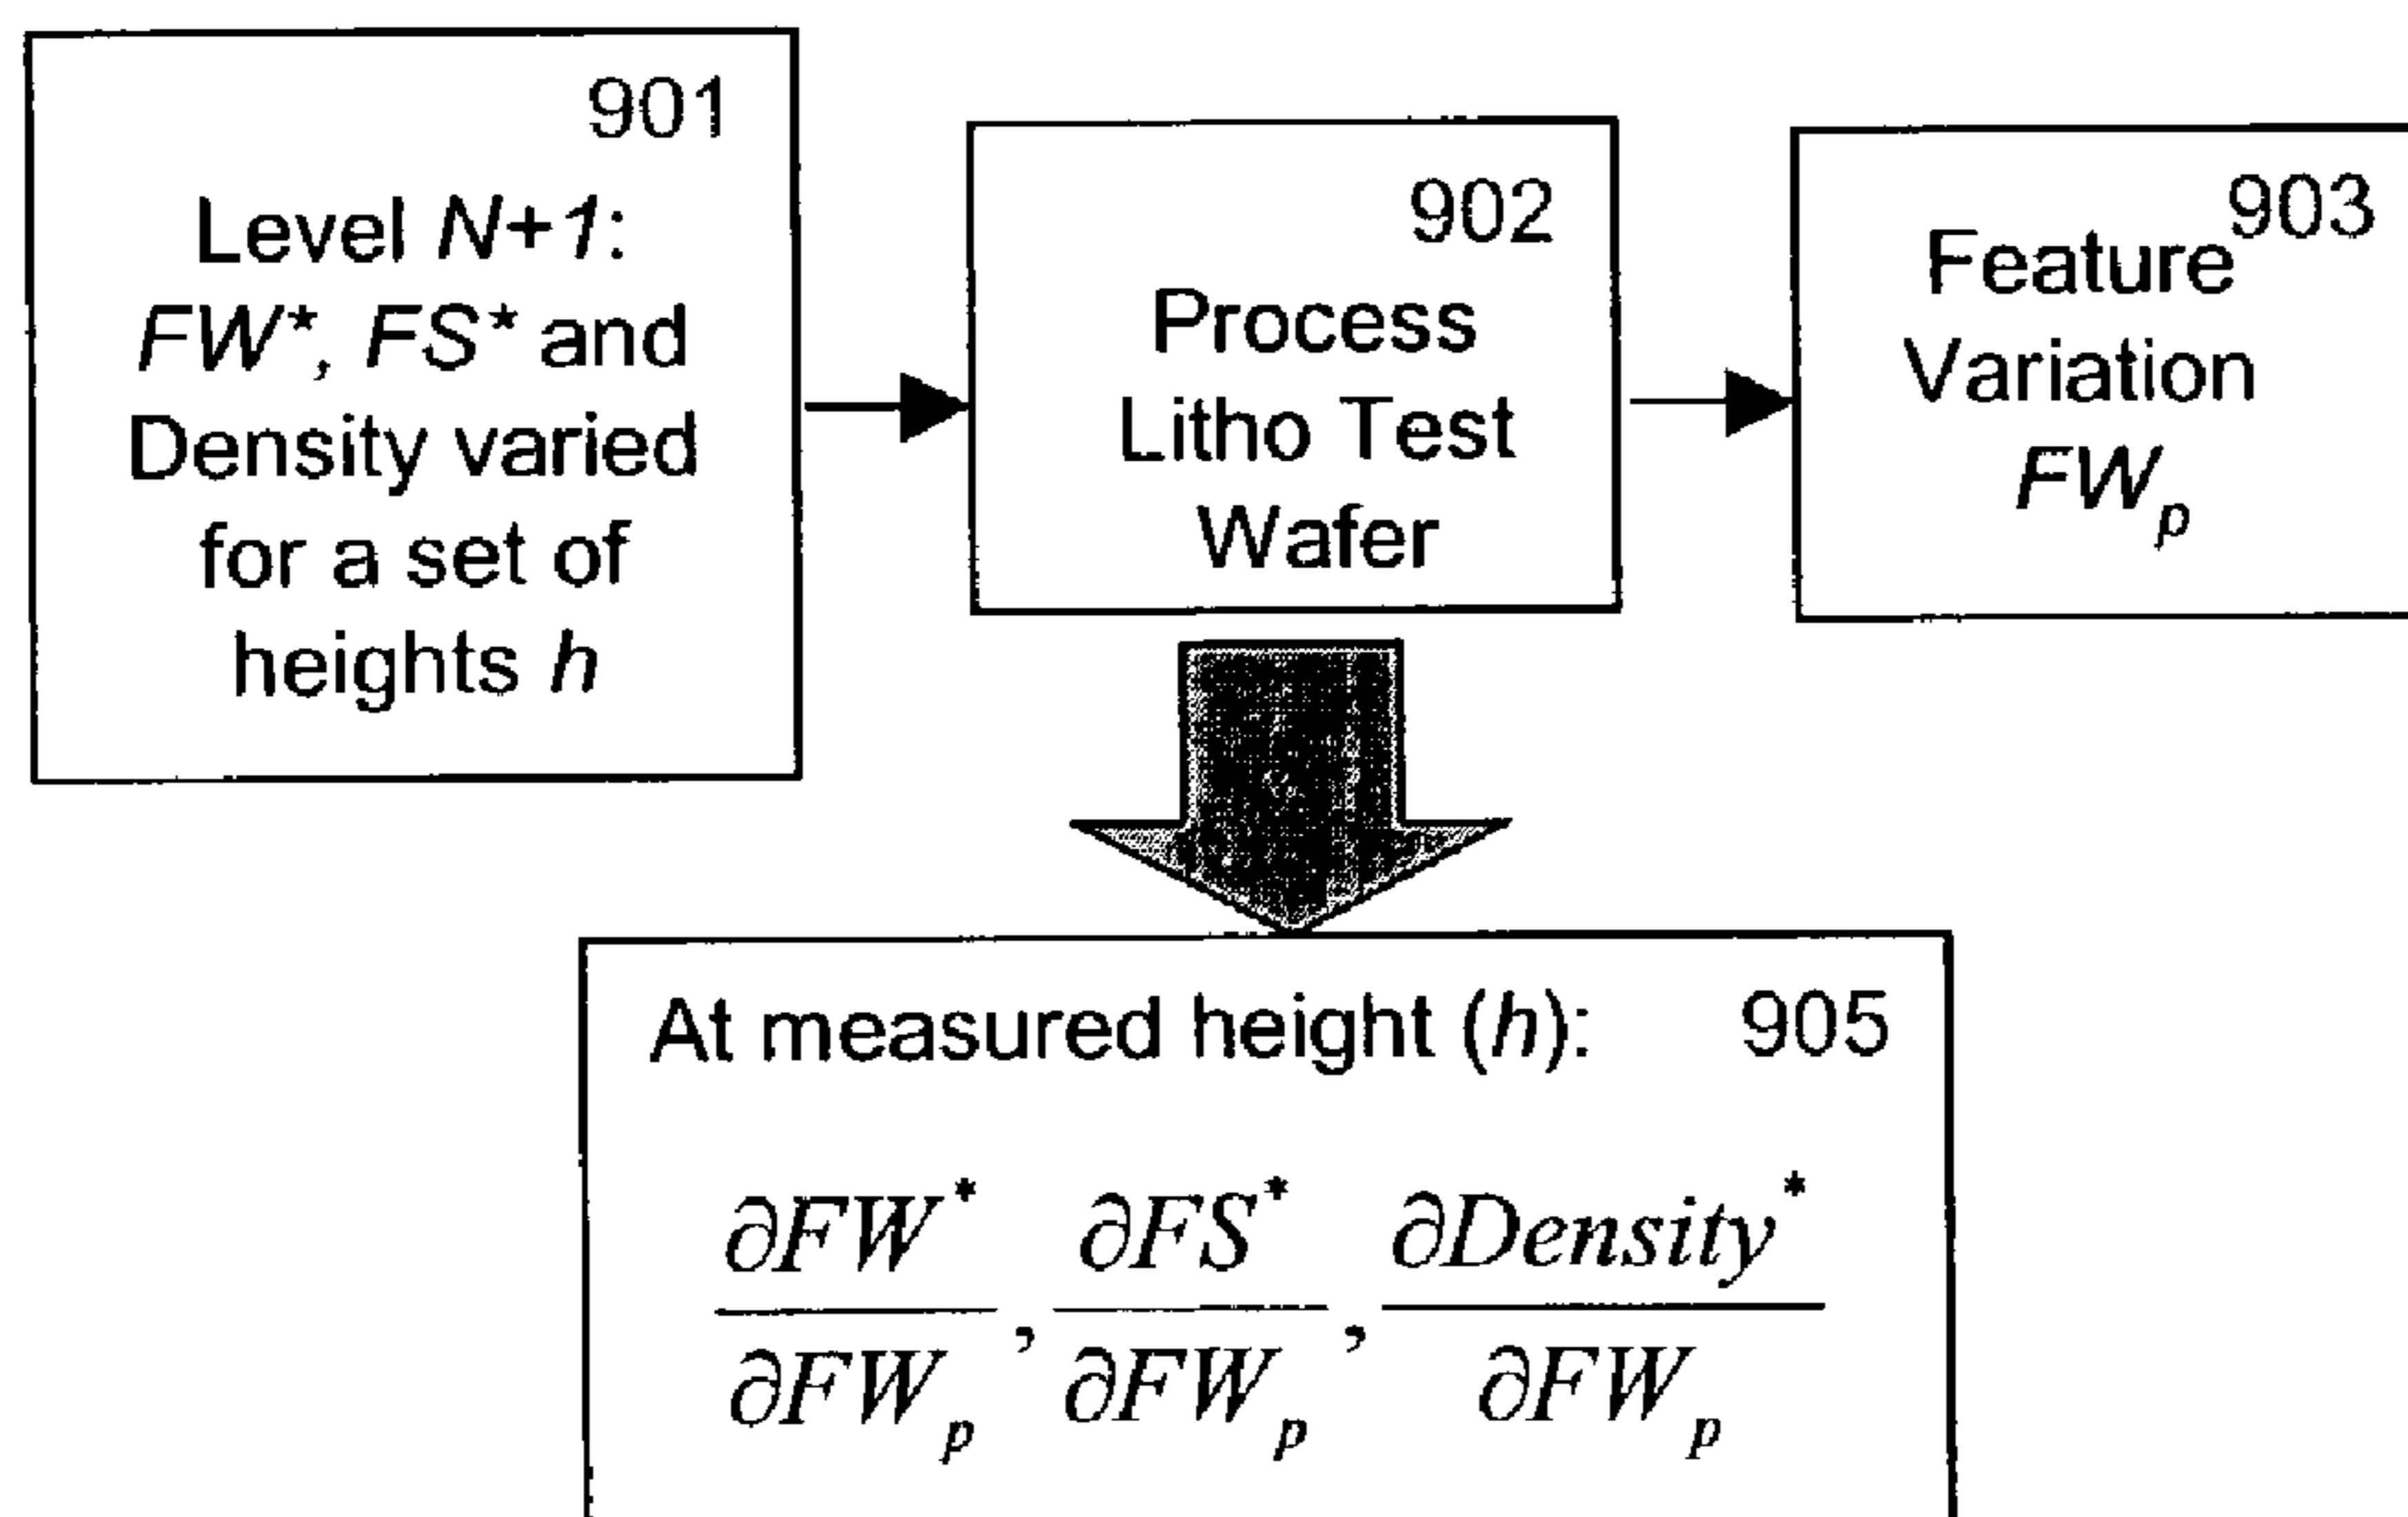 901
Level N+1:
FW*, FS* and
Density varied
for a set of
heights h
902
Process
Litho Test
Wafer
903
Feature
Variation
FWₚ
At measured height (h): 905
∂FW* / ∂FWₚ, ∂FS* / ∂FWₚ, ∂Density* / ∂FWₚ